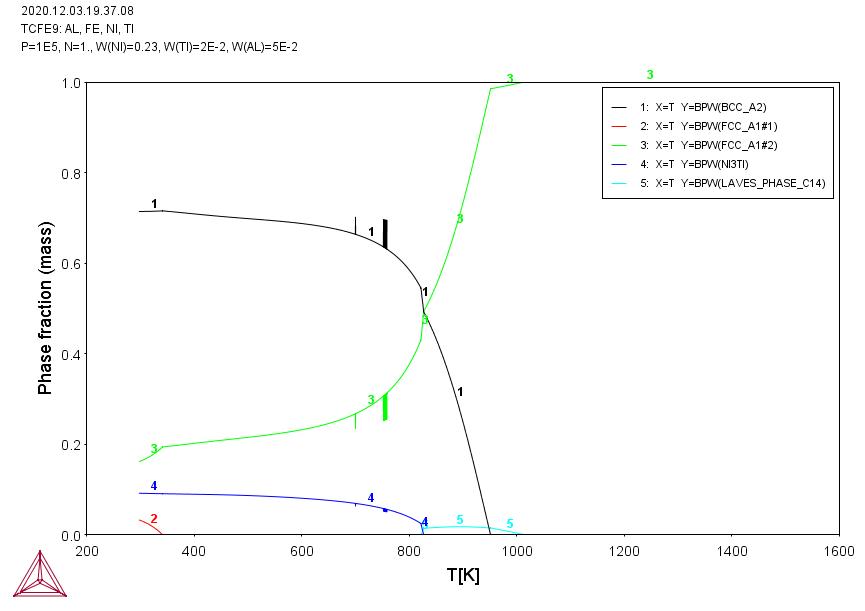 2020.12.03.19.37.08
TCFE9: AL, FE, NI, TI
P=1E5, N=1., W(NI)=0.23, W(TI)=2E-2, W(AL)=5E-2
1: X=T Y=BPW(BCC_A2)
2: X=T Y=BPW(FCC_A1#1)
3: X=T Y=BPW(FCC_A1#2)
4: X=T Y=BPW(NI3TI)
5: X=T Y=BPW(LAVES_PHASE_C14)
Phase fraction (mass)
1.0
0.8
0.6
0.4
0.2
0.0
3 3
1 1 1
3
3 3 3 1
4 4 4 5 5
2
200 400 600 800 1000 1200 1400 1600
T[K]